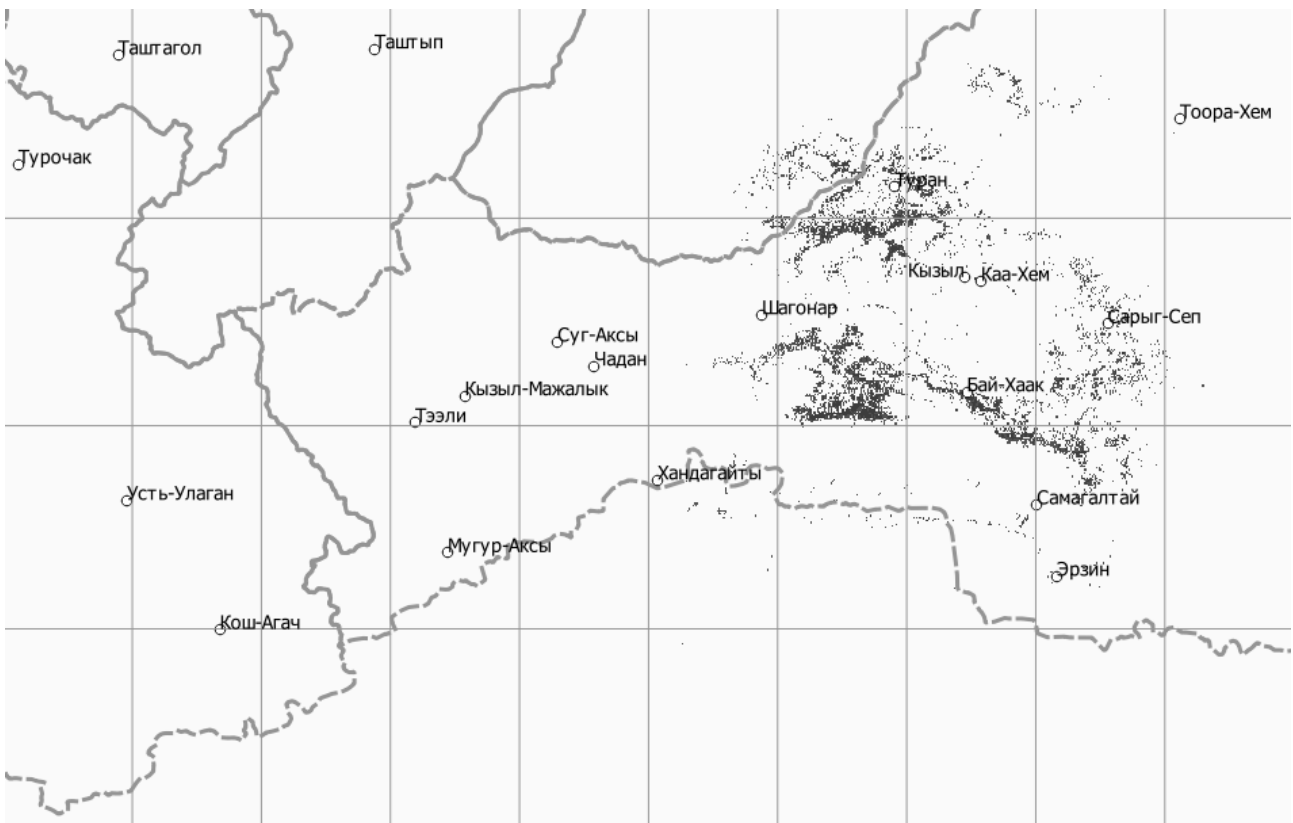 Таштагол
Таштып
Тоора-Хем
Турочак
Туран
Кызыл
Каа-Хем
Шагонар
Сарыг-Сеп
Суг-Аксы
Чадан
Кызыл-Мажалык
Бай-Хаак
Тээли
Хандагайты
Усть-Улаган
Самагалтай
Мугур-Аксы
Эрзин
Кош-Агач